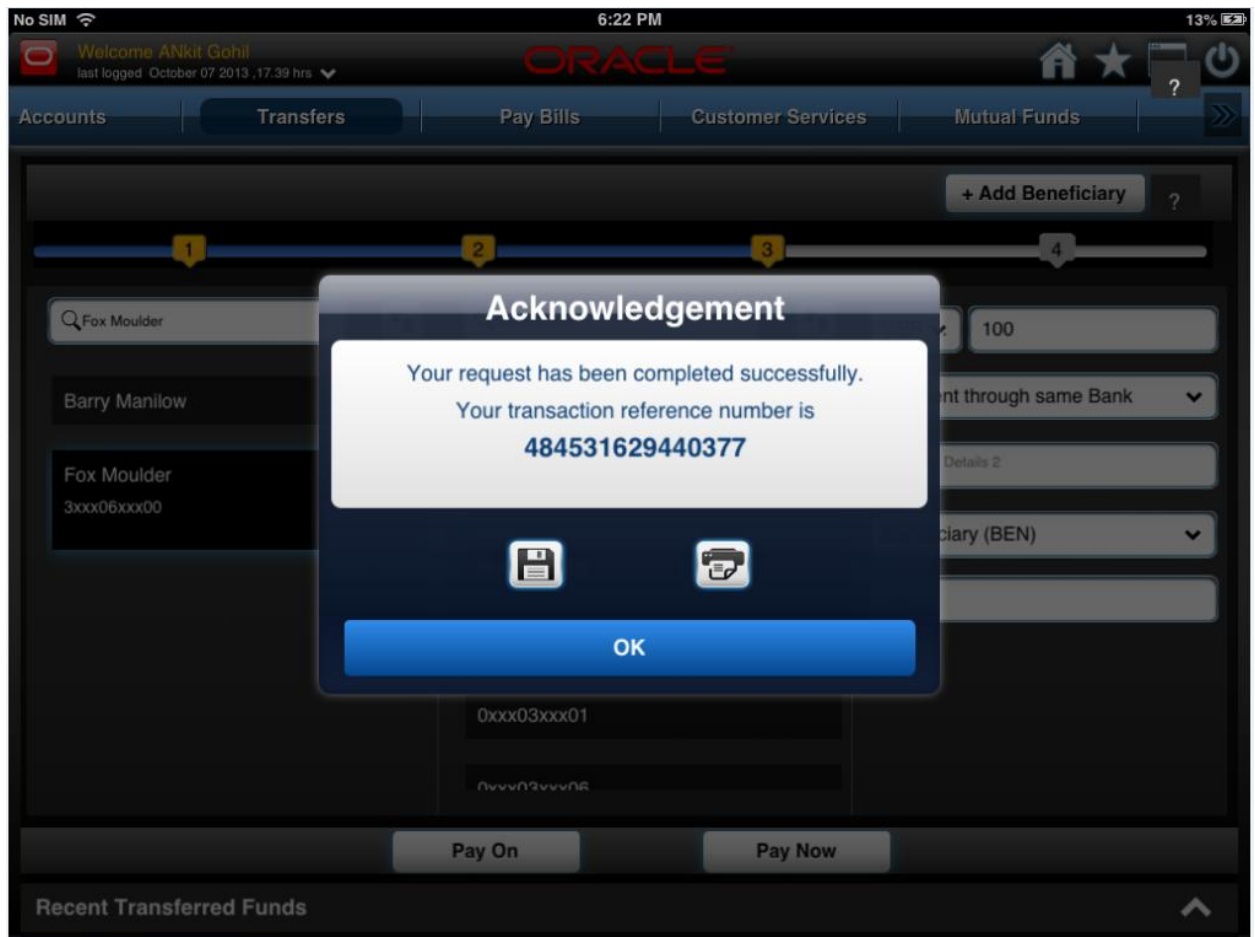 No SIM 6:22 PM 13%
Welcome ANkit Gohil
last logged October 07 2013 ,17.39 hrs
ORACLE
?
Accounts Transfers Pay Bills Customer Services Mutual Funds
+ Add Beneficiary ?
1 2 3 4
Acknowledgement
Your request has been completed successfully.
Your transaction reference number is
484531629440377
OK
Fox Moulder
Barry Manilow
Fox Moulder
3xxx06xxx00
0xxx03xxx01
0xxx03xxx06
100
through same Bank
Details 2
(BEN)
Pay On Pay Now
Recent Transferred Funds